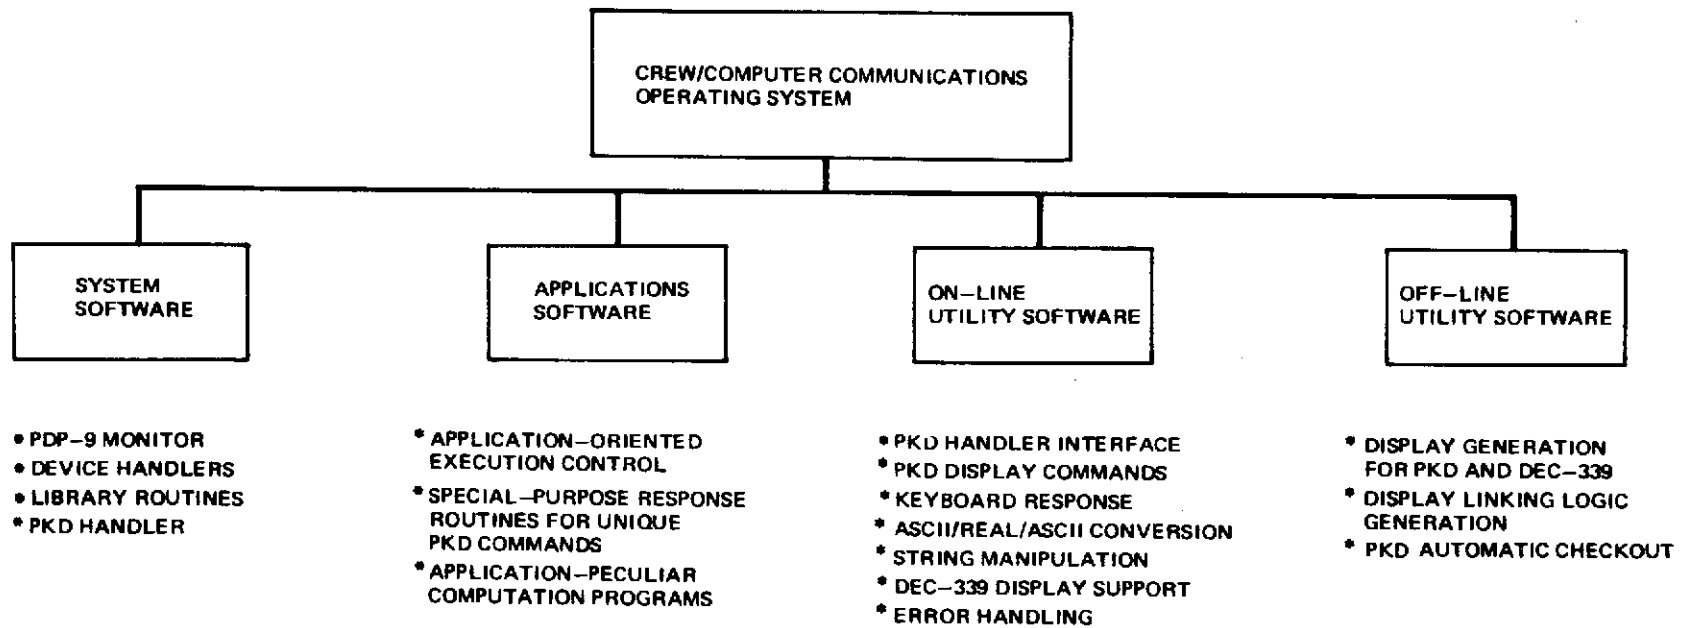 CREW/COMPUTER COMMUNICATIONS
OPERATING SYSTEM
SYSTEM
SOFTWARE
APPLICATIONS
SOFTWARE
ON–LINE
UTILITY SOFTWARE
OFF–LINE
UTILITY SOFTWARE
• PDP–9 MONITOR
• DEVICE HANDLERS
• LIBRARY ROUTINES
* PKD HANDLER
* APPLICATION–ORIENTED
EXECUTION CONTROL
* SPECIAL–PURPOSE RESPONSE
ROUTINES FOR UNIQUE
PKD COMMANDS
* APPLICATION–PECULIAR
COMPUTATION PROGRAMS
* PKD HANDLER INTERFACE
* PKD DISPLAY COMMANDS
* KEYBOARD RESPONSE
* ASCII/REAL/ASCII CONVERSION
* STRING MANIPULATION
* DEC–339 DISPLAY SUPPORT
* ERROR HANDLING
* DISPLAY GENERATION
FOR PKD AND DEC–339
* DISPLAY LINKING LOGIC
GENERATION
* PKD AUTOMATIC CHECKOUT